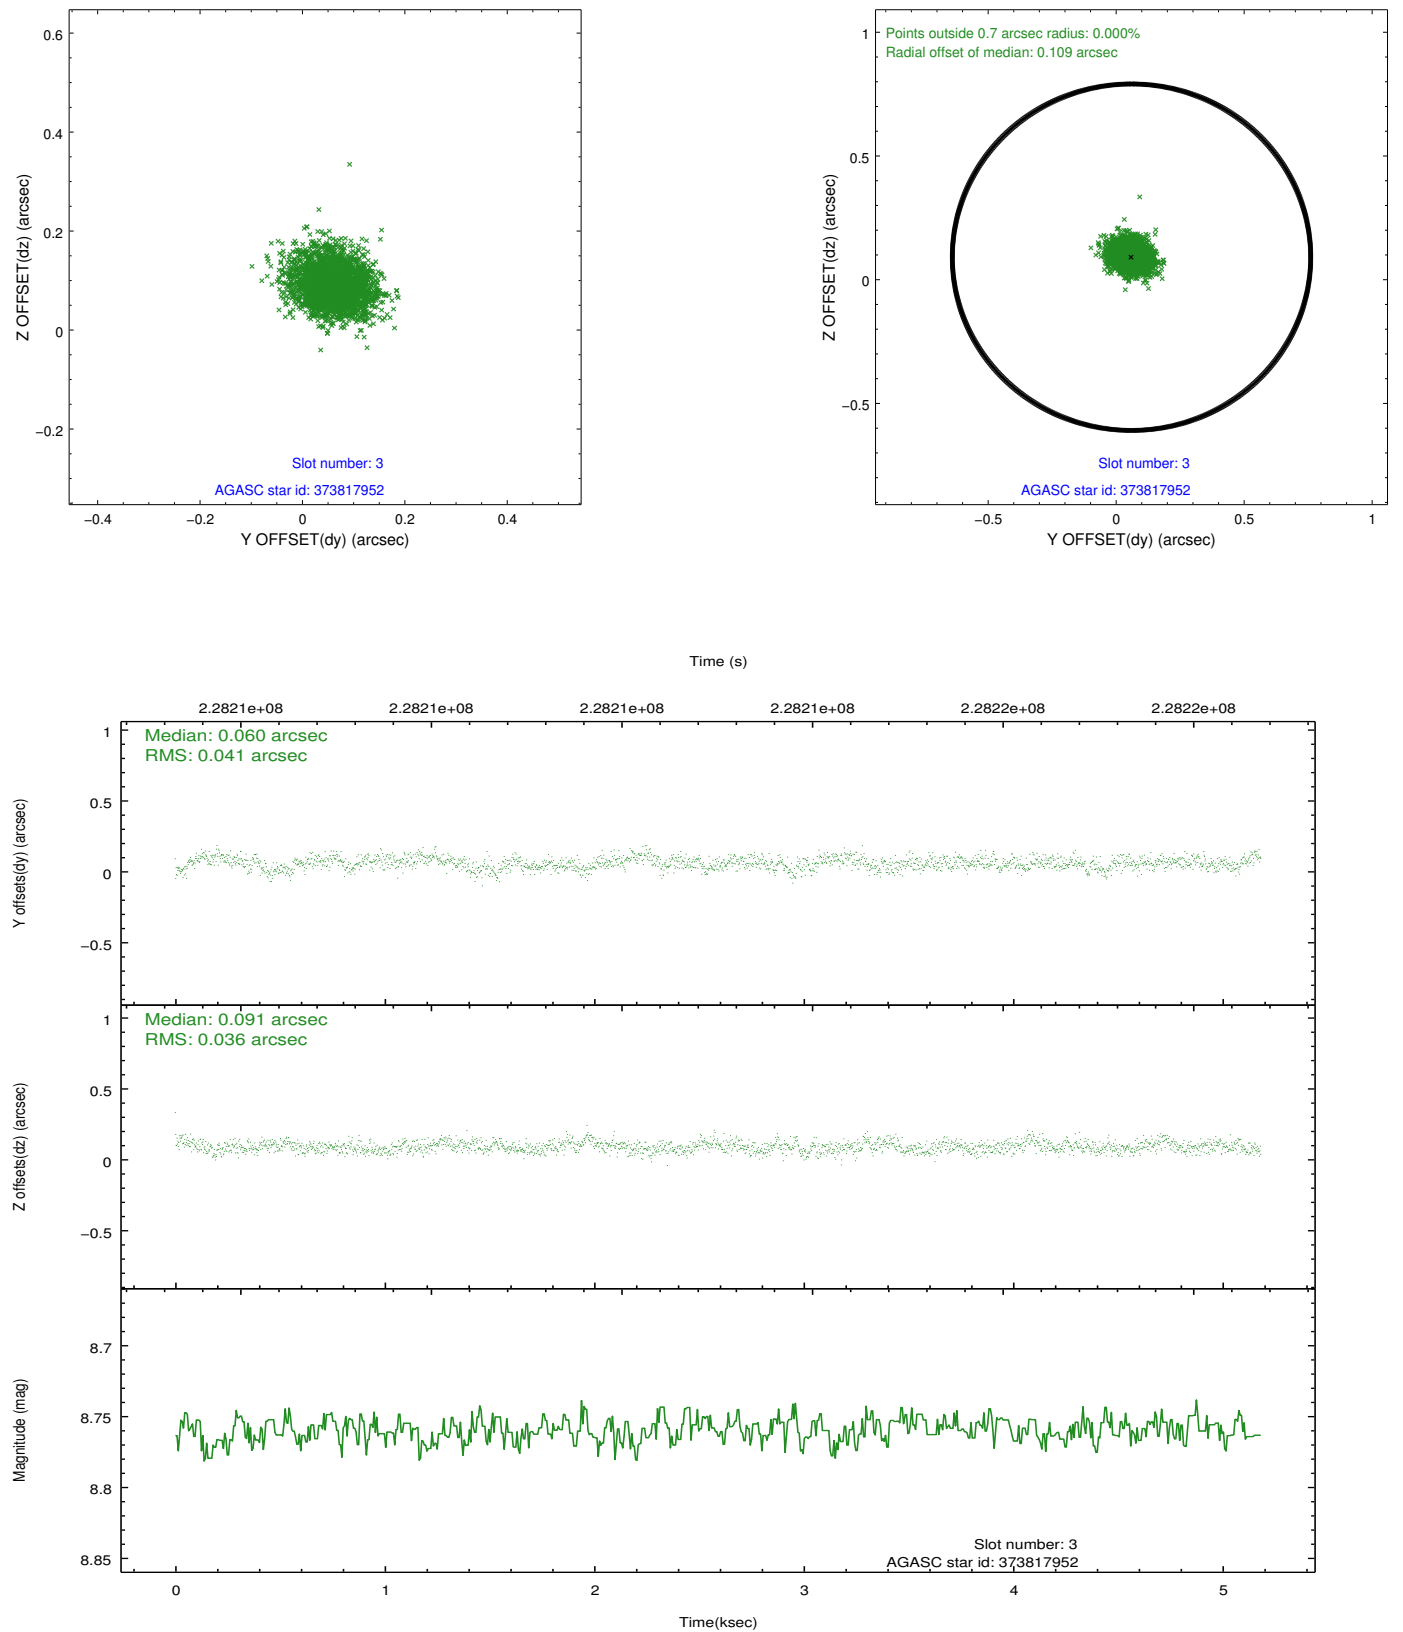 0.6
0.4
0.2
0
−0.2
Z OFFSET(dz) (arcsec)
Slot number: 3
AGASC star id: 373817952
−0.4 −0.2 0 0.2 0.4
Y OFFSET(dy) (arcsec)
Points outside 0.7 arcsec radius: 0.000%
Radial offset of median: 0.109 arcsec
1
0.5
0
−0.5
Z OFFSET(dz) (arcsec)
Slot number: 3
AGASC star id: 373817952
−0.5 0 0.5 1
Y OFFSET(dy) (arcsec)
Time (s)
2.2821e+08 2.2821e+08 2.2821e+08 2.2821e+08 2.2822e+08 2.2822e+08
Median: 0.060 arcsec
RMS: 0.041 arcsec
1
0.5
0
−0.5
Y offsets(dy) (arcsec)
Median: 0.091 arcsec
RMS: 0.036 arcsec
1
0.5
0
−0.5
Z offsets(dz) (arcsec)
8.7
8.75
8.8
8.85
Magnitude (mag)
Slot number: 3
AGASC star id: 373817952
0 1 2 3 4 5
Time(ksec)